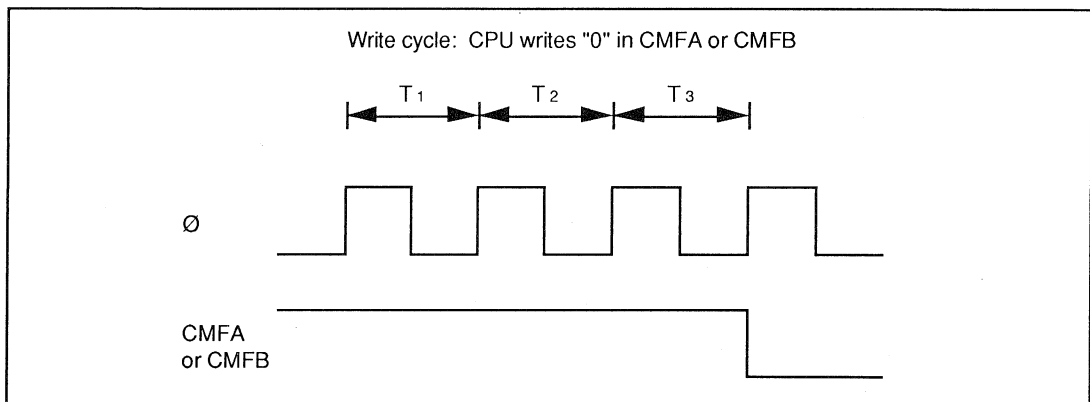 Write cycle: CPU writes "0" in CMFA or CMFB
T1 T2 T3
Ø
CMFA
or CMFB